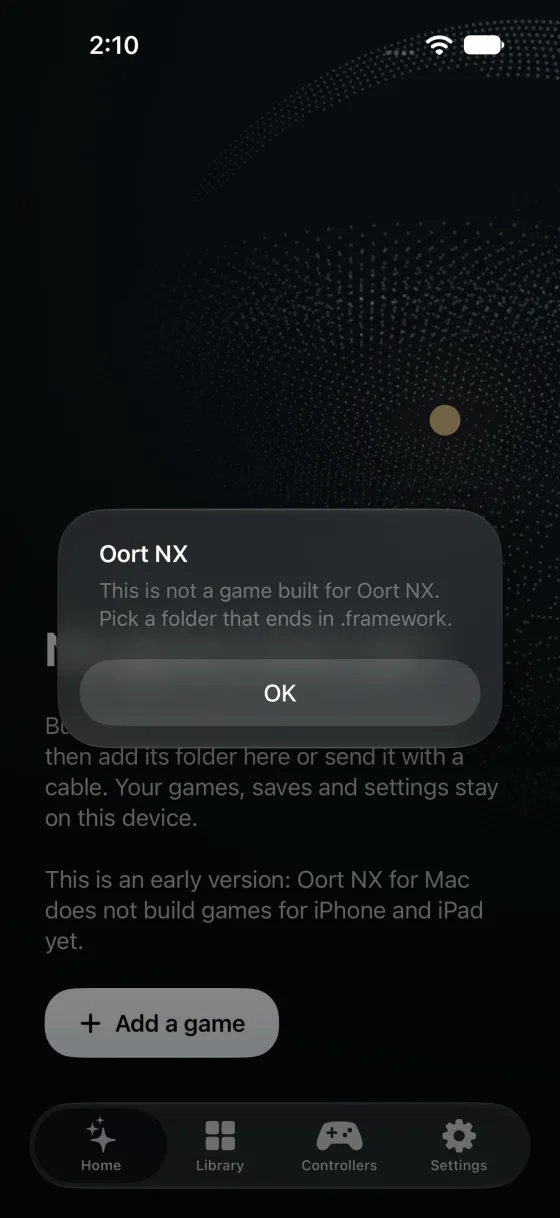 2:10
Oort NX
This is not a game built for Oort NX.
Pick a folder that ends in .framework.
OK
then add its folder here or send it with a
cable. Your games, saves and settings stay
on this device.
This is an early version: Oort NX for Mac
does not build games for iPhone and iPad
yet.
+ Add a game
Home
Library
Controllers
Settings